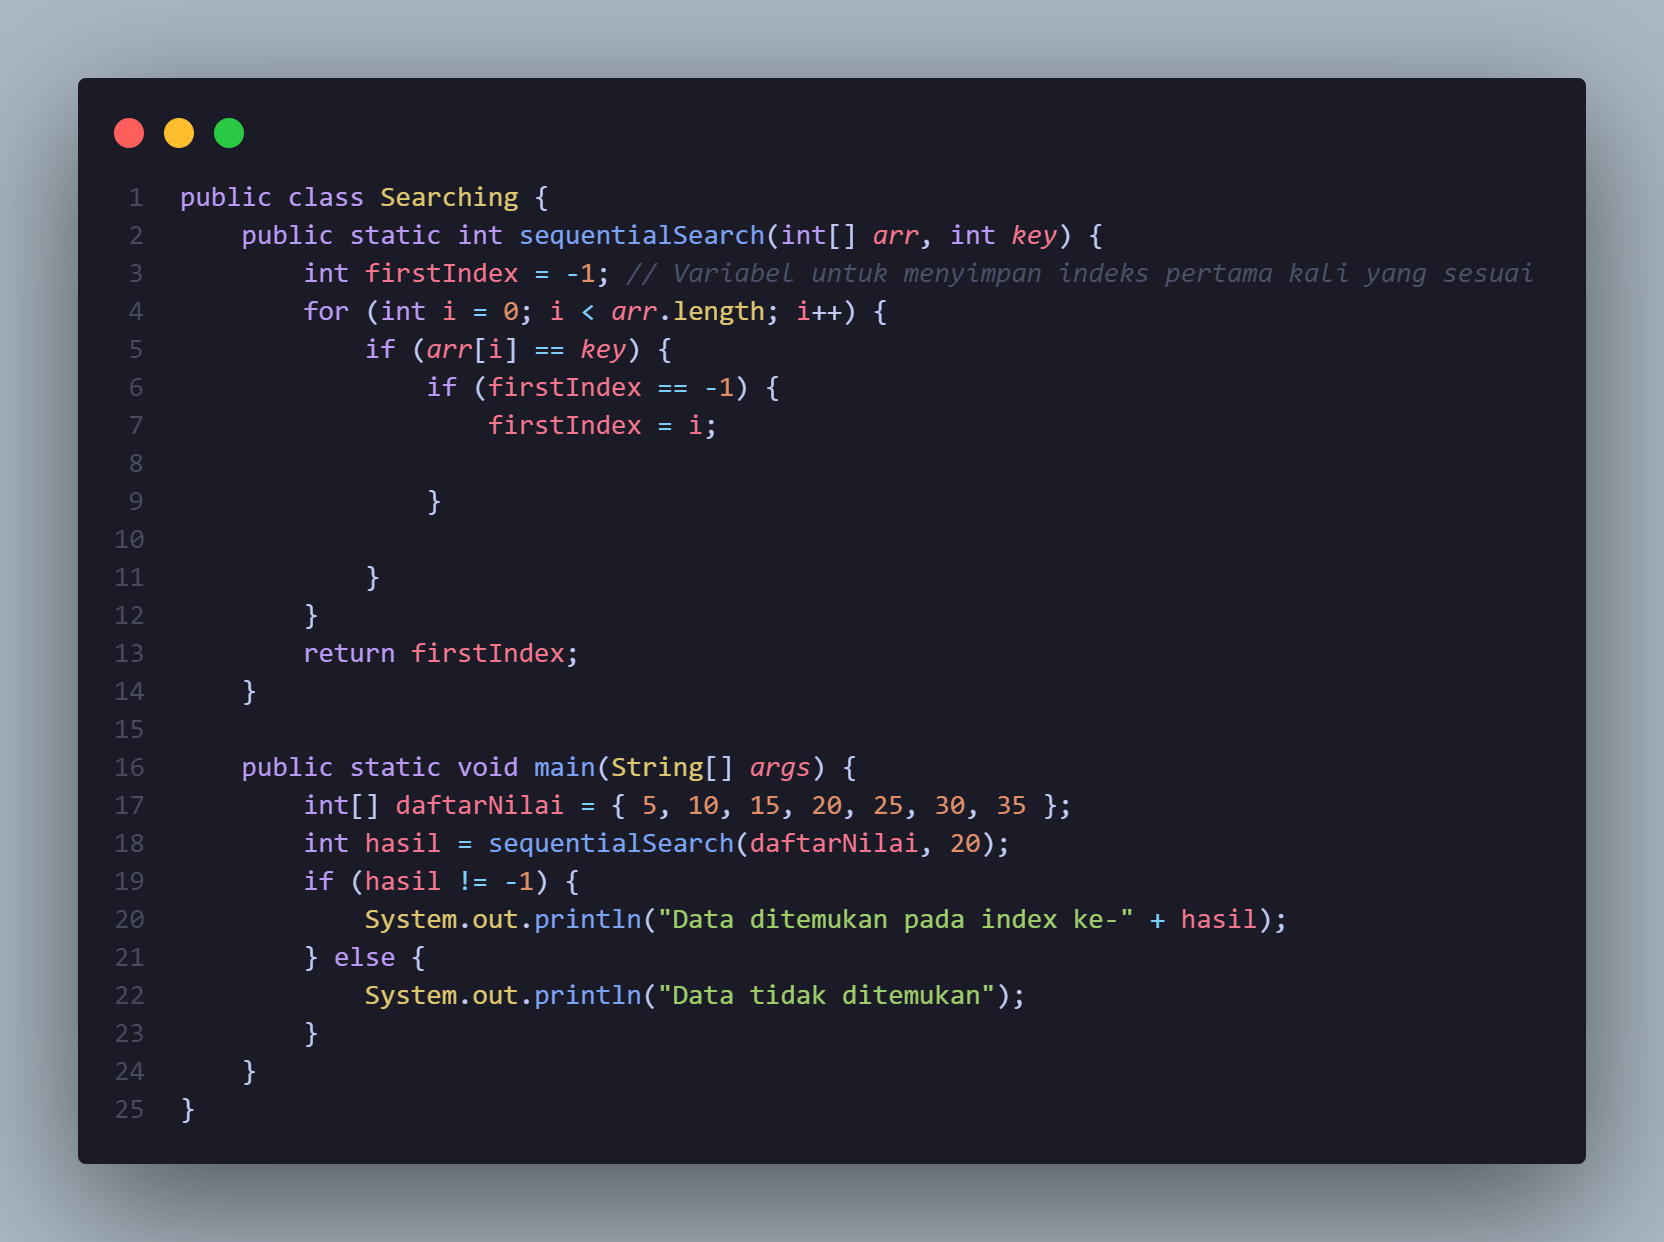 1 public class Searching {
2     public static int sequentialSearch(int[] arr, int key) {
3         int firstIndex = -1; // Variabel untuk menyimpan indeks pertama kali yang sesuai
4         for (int i = 0; i < arr.length; i++) {
5             if (arr[i] == key) {
6                 if (firstIndex == -1) {
7                     firstIndex = i;
8
9                 }
10
11             }
12         }
13         return firstIndex;
14     }
15
16     public static void main(String[] args) {
17         int[] daftarNilai = { 5, 10, 15, 20, 25, 30, 35 };
18         int hasil = sequentialSearch(daftarNilai, 20);
19         if (hasil != -1) {
20             System.out.println("Data ditemukan pada index ke-" + hasil);
21         } else {
22             System.out.println("Data tidak ditemukan");
23         }
24     }
25 }